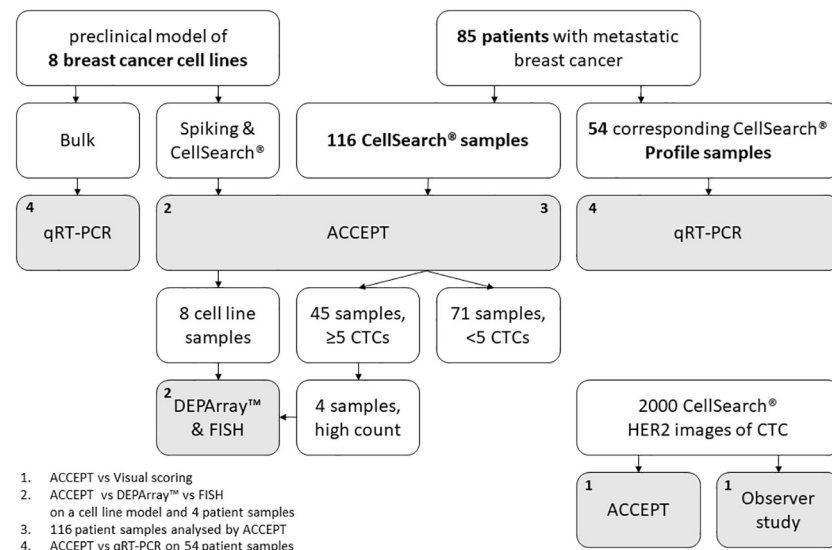 preclinical model of
8 breast cancer cell lines
85 patients with metastatic
breast cancer
Bulk
Spiking &
CellSearch®
116 CellSearch® samples
54 corresponding CellSearch®
Profile samples
4
qRT-PCR
2
3
ACCEPT
4
qRT-PCR
8 cell line
samples
45 samples,
≥5 CTCs
71 samples,
<5 CTCs
2
DEPArray™
& FISH
4 samples,
high count
2000 CellSearch®
HER2 images of CTC
1
ACCEPT
1
Observer
study
1. ACCEPT vs Visual scoring
2. ACCEPT vs DEPArray™ vs FISH
on a cell line model and 4 patient samples
3. 116 patient samples analysed by ACCEPT
4. ACCEPT vs qRT-PCR on 54 patient samples